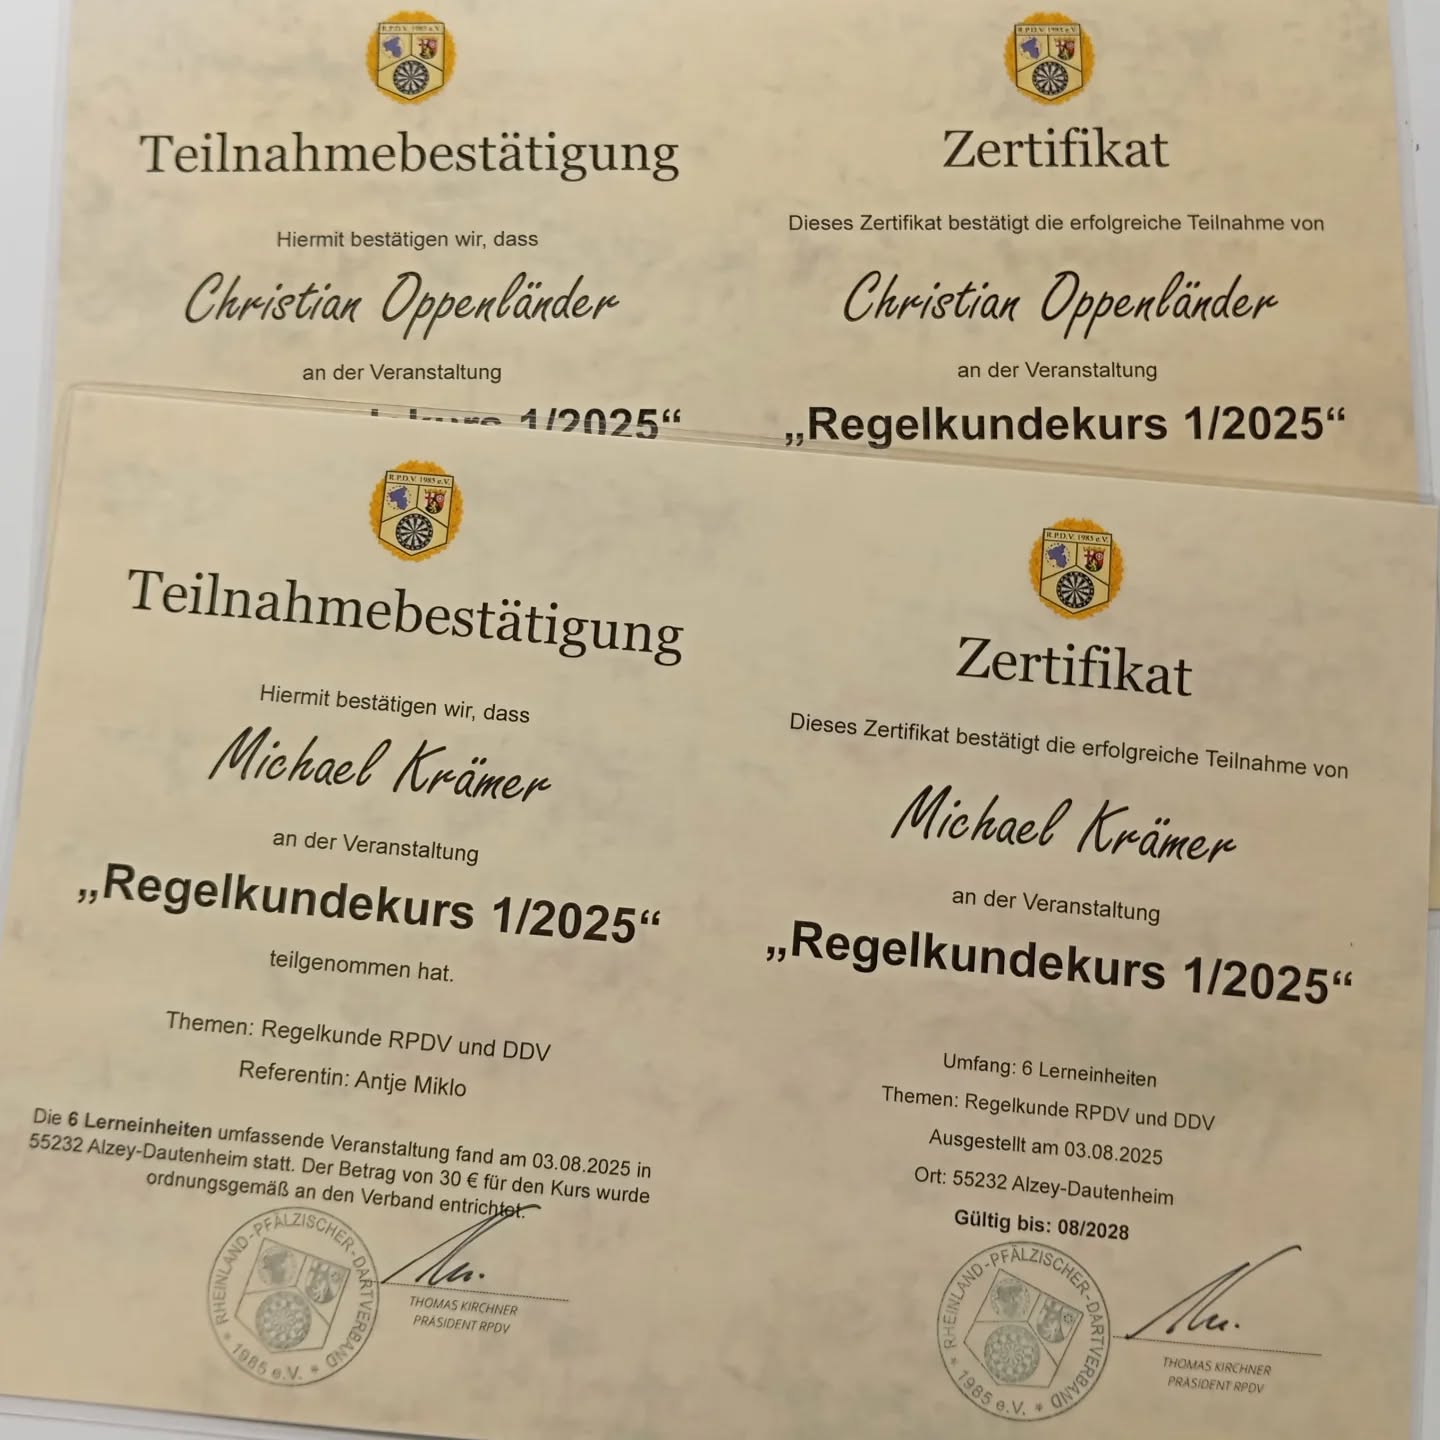 R.P.D.V. 1985 e.V.
Teilnahmebestätigung
Hiermit bestätigen wir, dass
Christian Oppenländer
an der Veranstaltung
1/2025“
R.P.D.V. 1985 e.V.
Zertifikat
Dieses Zertifikat bestätigt die erfolgreiche Teilnahme von
Christian Oppenländer
an der Veranstaltung
„Regelkundekurs 1/2025“
R.P.D.V. 1985 e.V.
Teilnahmebestätigung
Hiermit bestätigen wir, dass
Michael Krämer
an der Veranstaltung
„Regelkundekurs 1/2025“
teilgenommen hat.
Themen: Regelkunde RPDV und DDV
Referentin: Antje Miklo
Die 6 Lerneinheiten umfassende Veranstaltung fand am 03.08.2025 in
55232 Alzey-Dautenheim statt. Der Betrag von 30 € für den Kurs wurde
ordnungsgemäß an den Verband entrichtet.
RHEINLAND-PFÄLZISCHER-DARTVERBAND
* 1985 e.V. *
THOMAS KIRCHNER
PRÄSIDENT RPDV
R.P.D.V. 1985 e.V.
Zertifikat
Dieses Zertifikat bestätigt die erfolgreiche Teilnahme von
Michael Krämer
an der Veranstaltung
„Regelkundekurs 1/2025“
Umfang: 6 Lerneinheiten
Themen: Regelkunde RPDV und DDV
Ausgestellt am 03.08.2025
Ort: 55232 Alzey-Dautenheim
Gültig bis: 08/2028
RHEINLAND-PFÄLZISCHER-DARTVERBAND
* 1985 e.V. *
THOMAS KIRCHNER
PRÄSIDENT RPDV